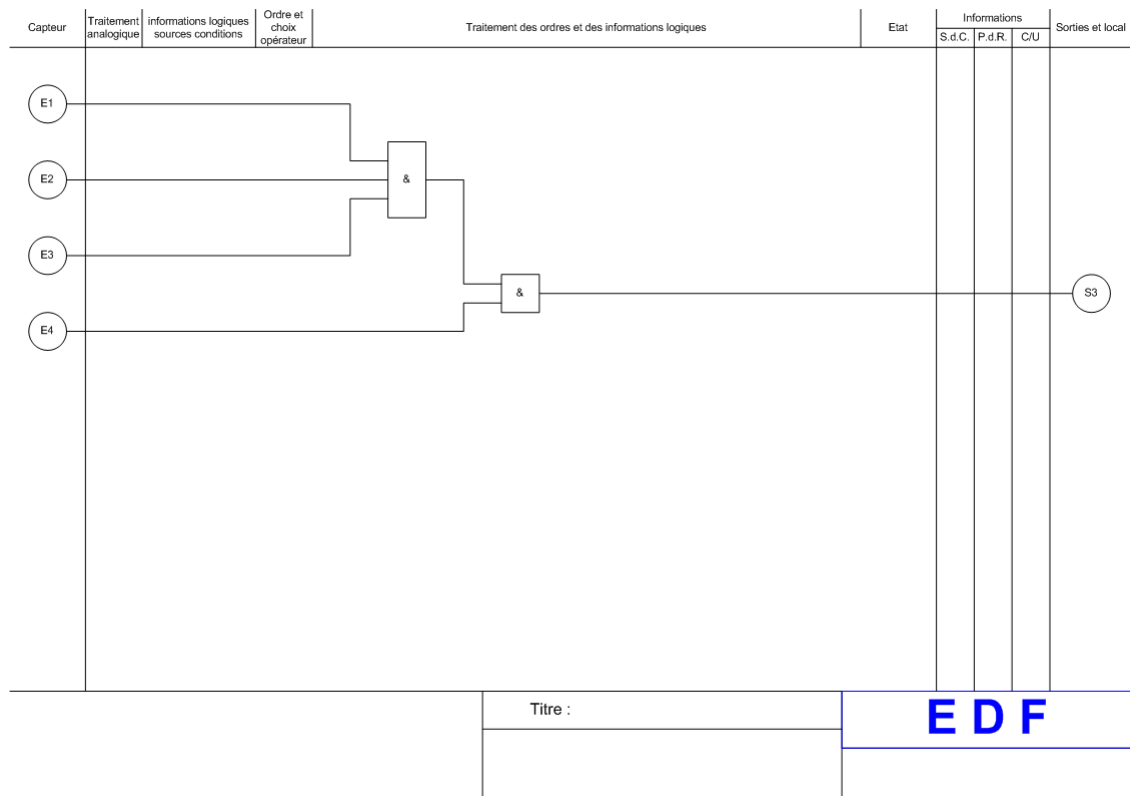 Capteur
Traitement
analogique
informations logiques
sources conditions
Ordre et
choix
opérateur
Traitement des ordres et des informations logiques
Etat
Informations
S.d.C.
P.d.R.
C/U
Sorties et local
E1
E2
&
E3
&
S3
E4
Titre :
E D F